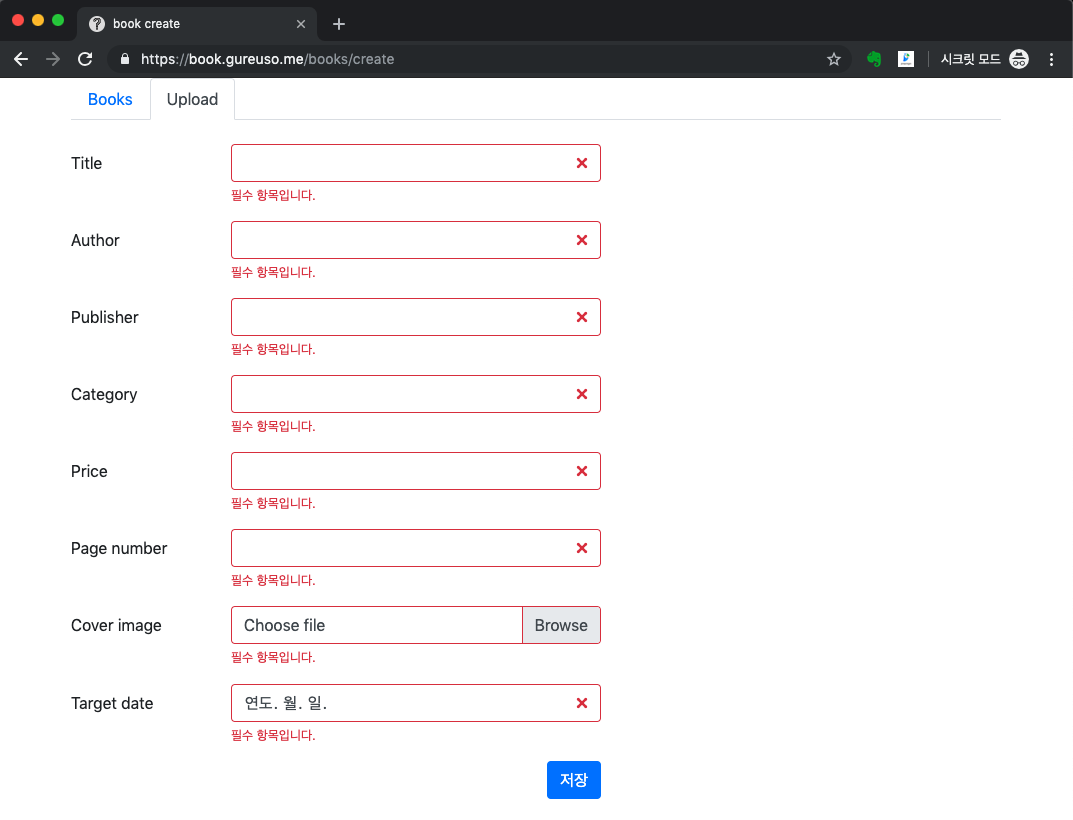 book create
https://book.gureuso.me/books/create
시크릿 모드
Books
Upload
Title
필수 항목입니다.
Author
필수 항목입니다.
Publisher
필수 항목입니다.
Category
필수 항목입니다.
Price
필수 항목입니다.
Page number
필수 항목입니다.
Cover image
Choose file
Browse
필수 항목입니다.
Target date
연도. 월. 일.
필수 항목입니다.
저장